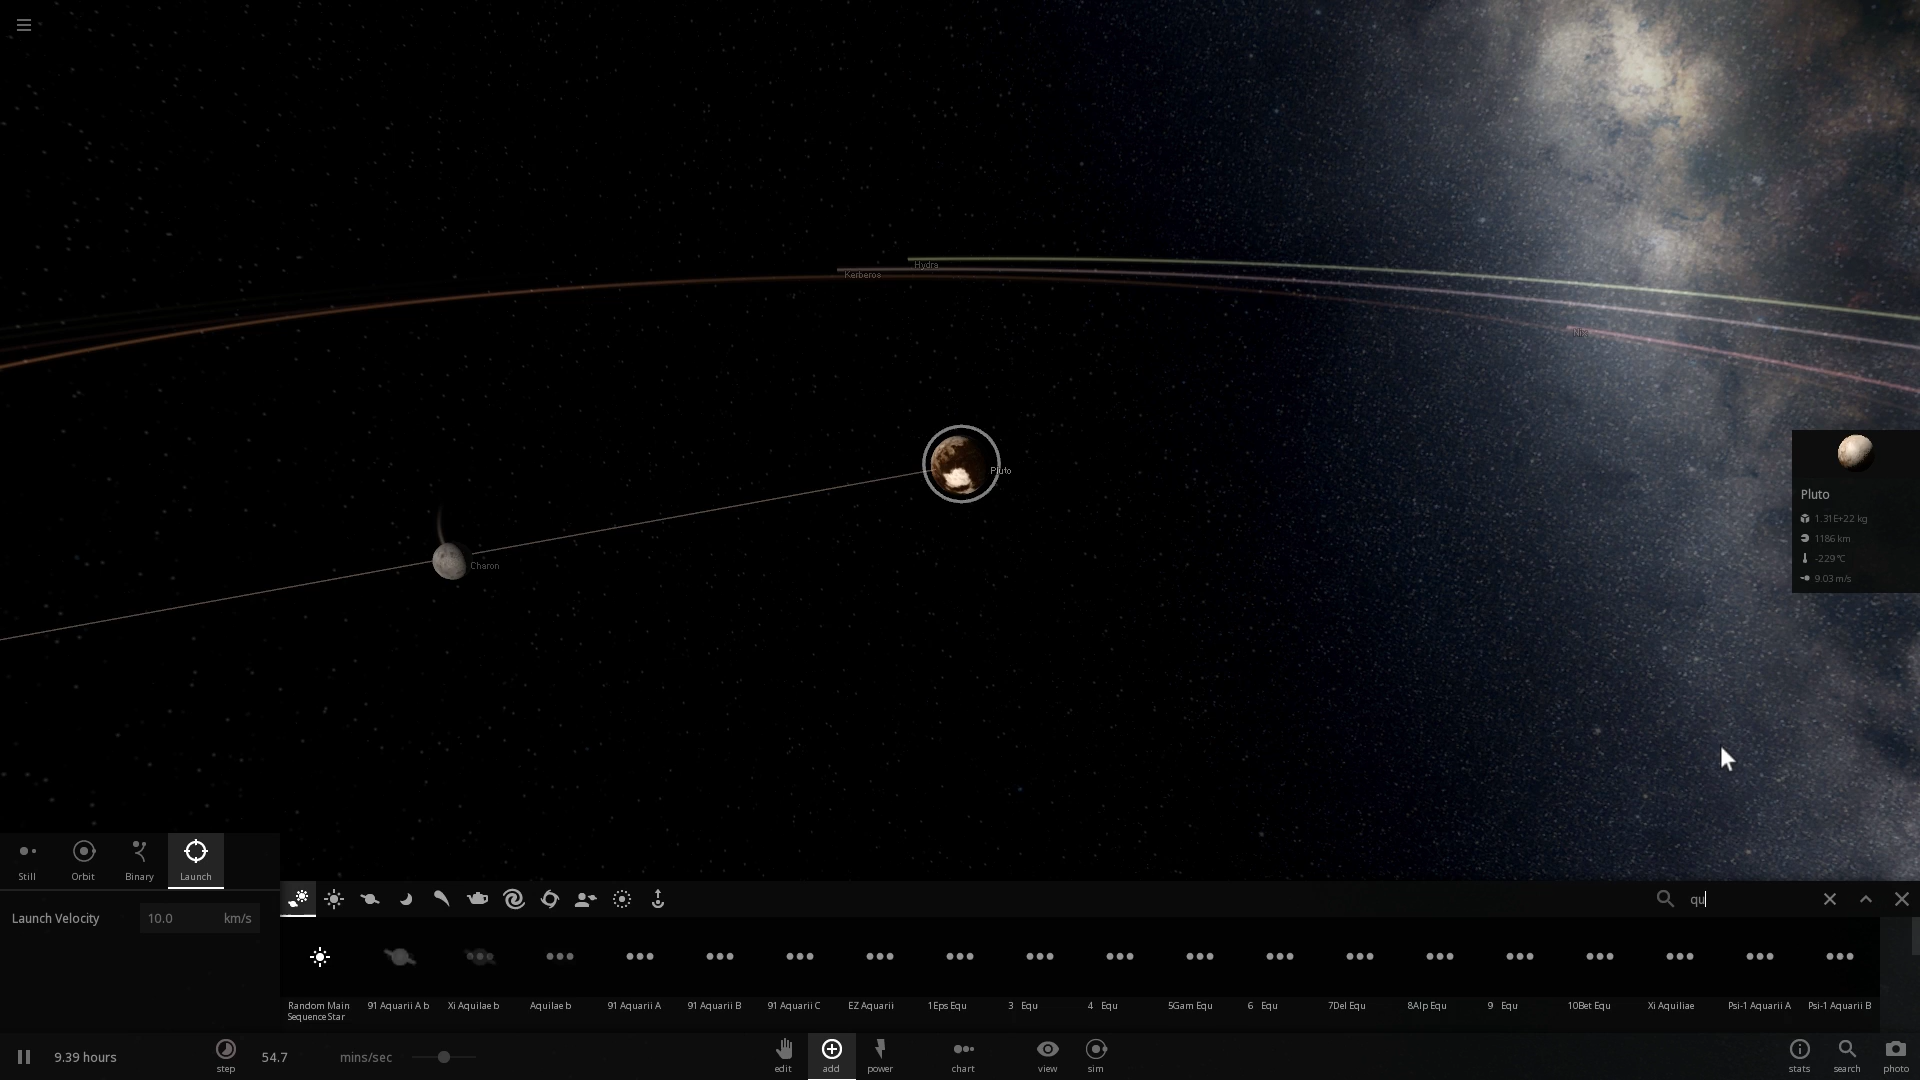 Hydra
Kerberos
Nix
Pluto
Charon
Pluto
1.31E+22 kg
1186 km
-229 °C
9.03 m/s
Still
Orbit
Binary
Launch
Launch Velocity
10.0 km/s
qu
Random Main
Sequence Star
91 Aquarii A b
Xi Aquilae b
Aquilae b
91 Aquarii A
91 Aquarii B
91 Aquarii C
EZ Aquarii
1Eps Equ
3 Equ
4 Equ
5Gam Equ
6 Equ
7Del Equ
8Alp Equ
9 Equ
10Bet Equ
Xi Aquiliae
Psi-1 Aquarii A
Psi-1 Aquarii B
9.39 hours
step
54.7
mins/sec
edit
add
power
chart
view
sim
stats
search
photo